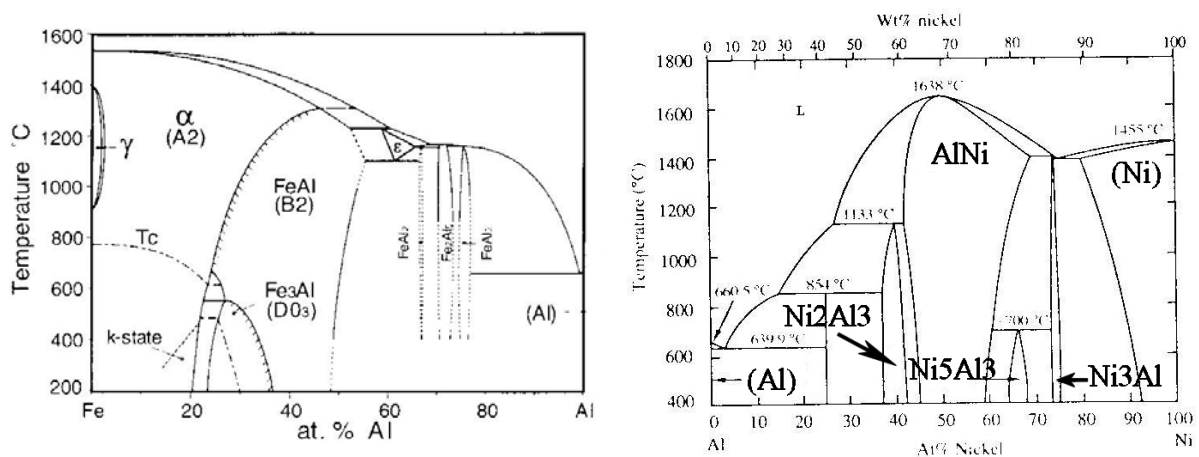 1600
1400
1200
1000
800
600
400
200
Temperature °C
α
(A2)
γ
ε
FeAl
(B2)
Tc
Fe3Al
(D03)
k-state
FeAl2
Fe2Al5
FeAl3
(Al)
Fe
20
40
60
80
Al
at. % Al
Wt% nickel
0 10 20 30 40 50 60 70 80 90 100
1800
1600
1400
1200
1000
800
600
400
Temperature (°C)
1638 °C
L
1455 °C
AlNi
(Ni)
1133 °C
854 °C
660.5 °C
639.9 °C
700 °C
Ni2Al3
Ni5Al3
Ni3Al
(Al)
0 10 20 30 40 50 60 70 80 90 100
Al
At% Nickel
Ni